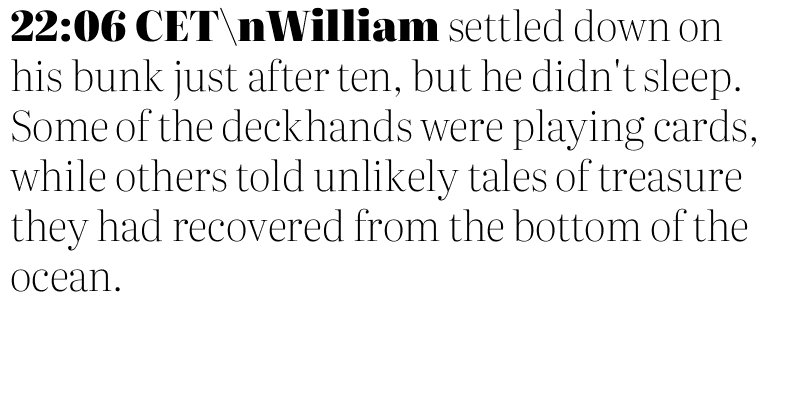 22:06 CET\nWilliam settled down on
his bunk just after ten, but he didn't sleep.
Some of the deckhands were playing cards,
while others told unlikely tales of treasure
they had recovered from the bottom of the
ocean.